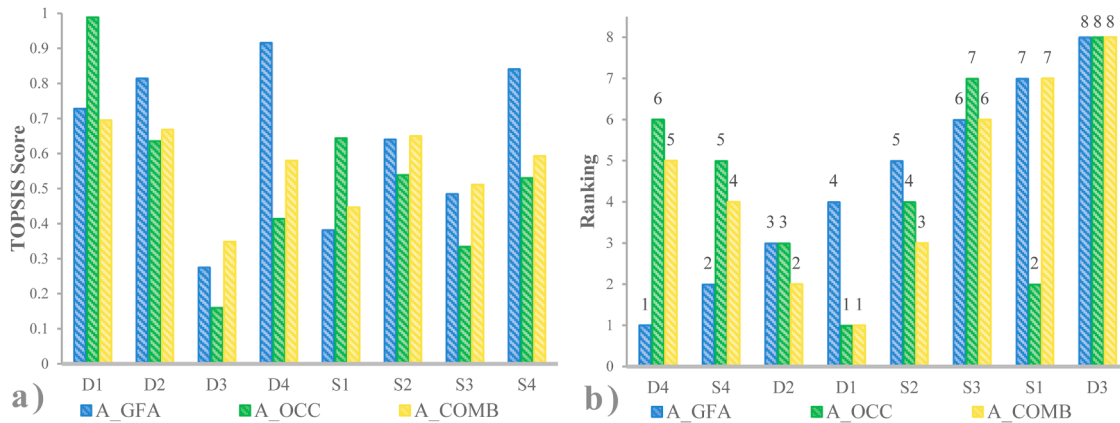 TOPSIS Score
1
0.9
0.8
0.7
0.6
0.5
0.4
0.3
0.2
0.1
0
D1 D2 D3 D4 S1 S2 S3 S4
a)
A_GFA A_OCC A_COMB
Ranking
8
7
6
5
4
3
2
1
0
1 6 5 2 5 4 3 3 2 4 1 1 5 4 3 6 7 6 7 2 7 8 8 8
D4 S4 D2 D1 S2 S3 S1 D3
b)
A_GFA A_OCC A_COMB